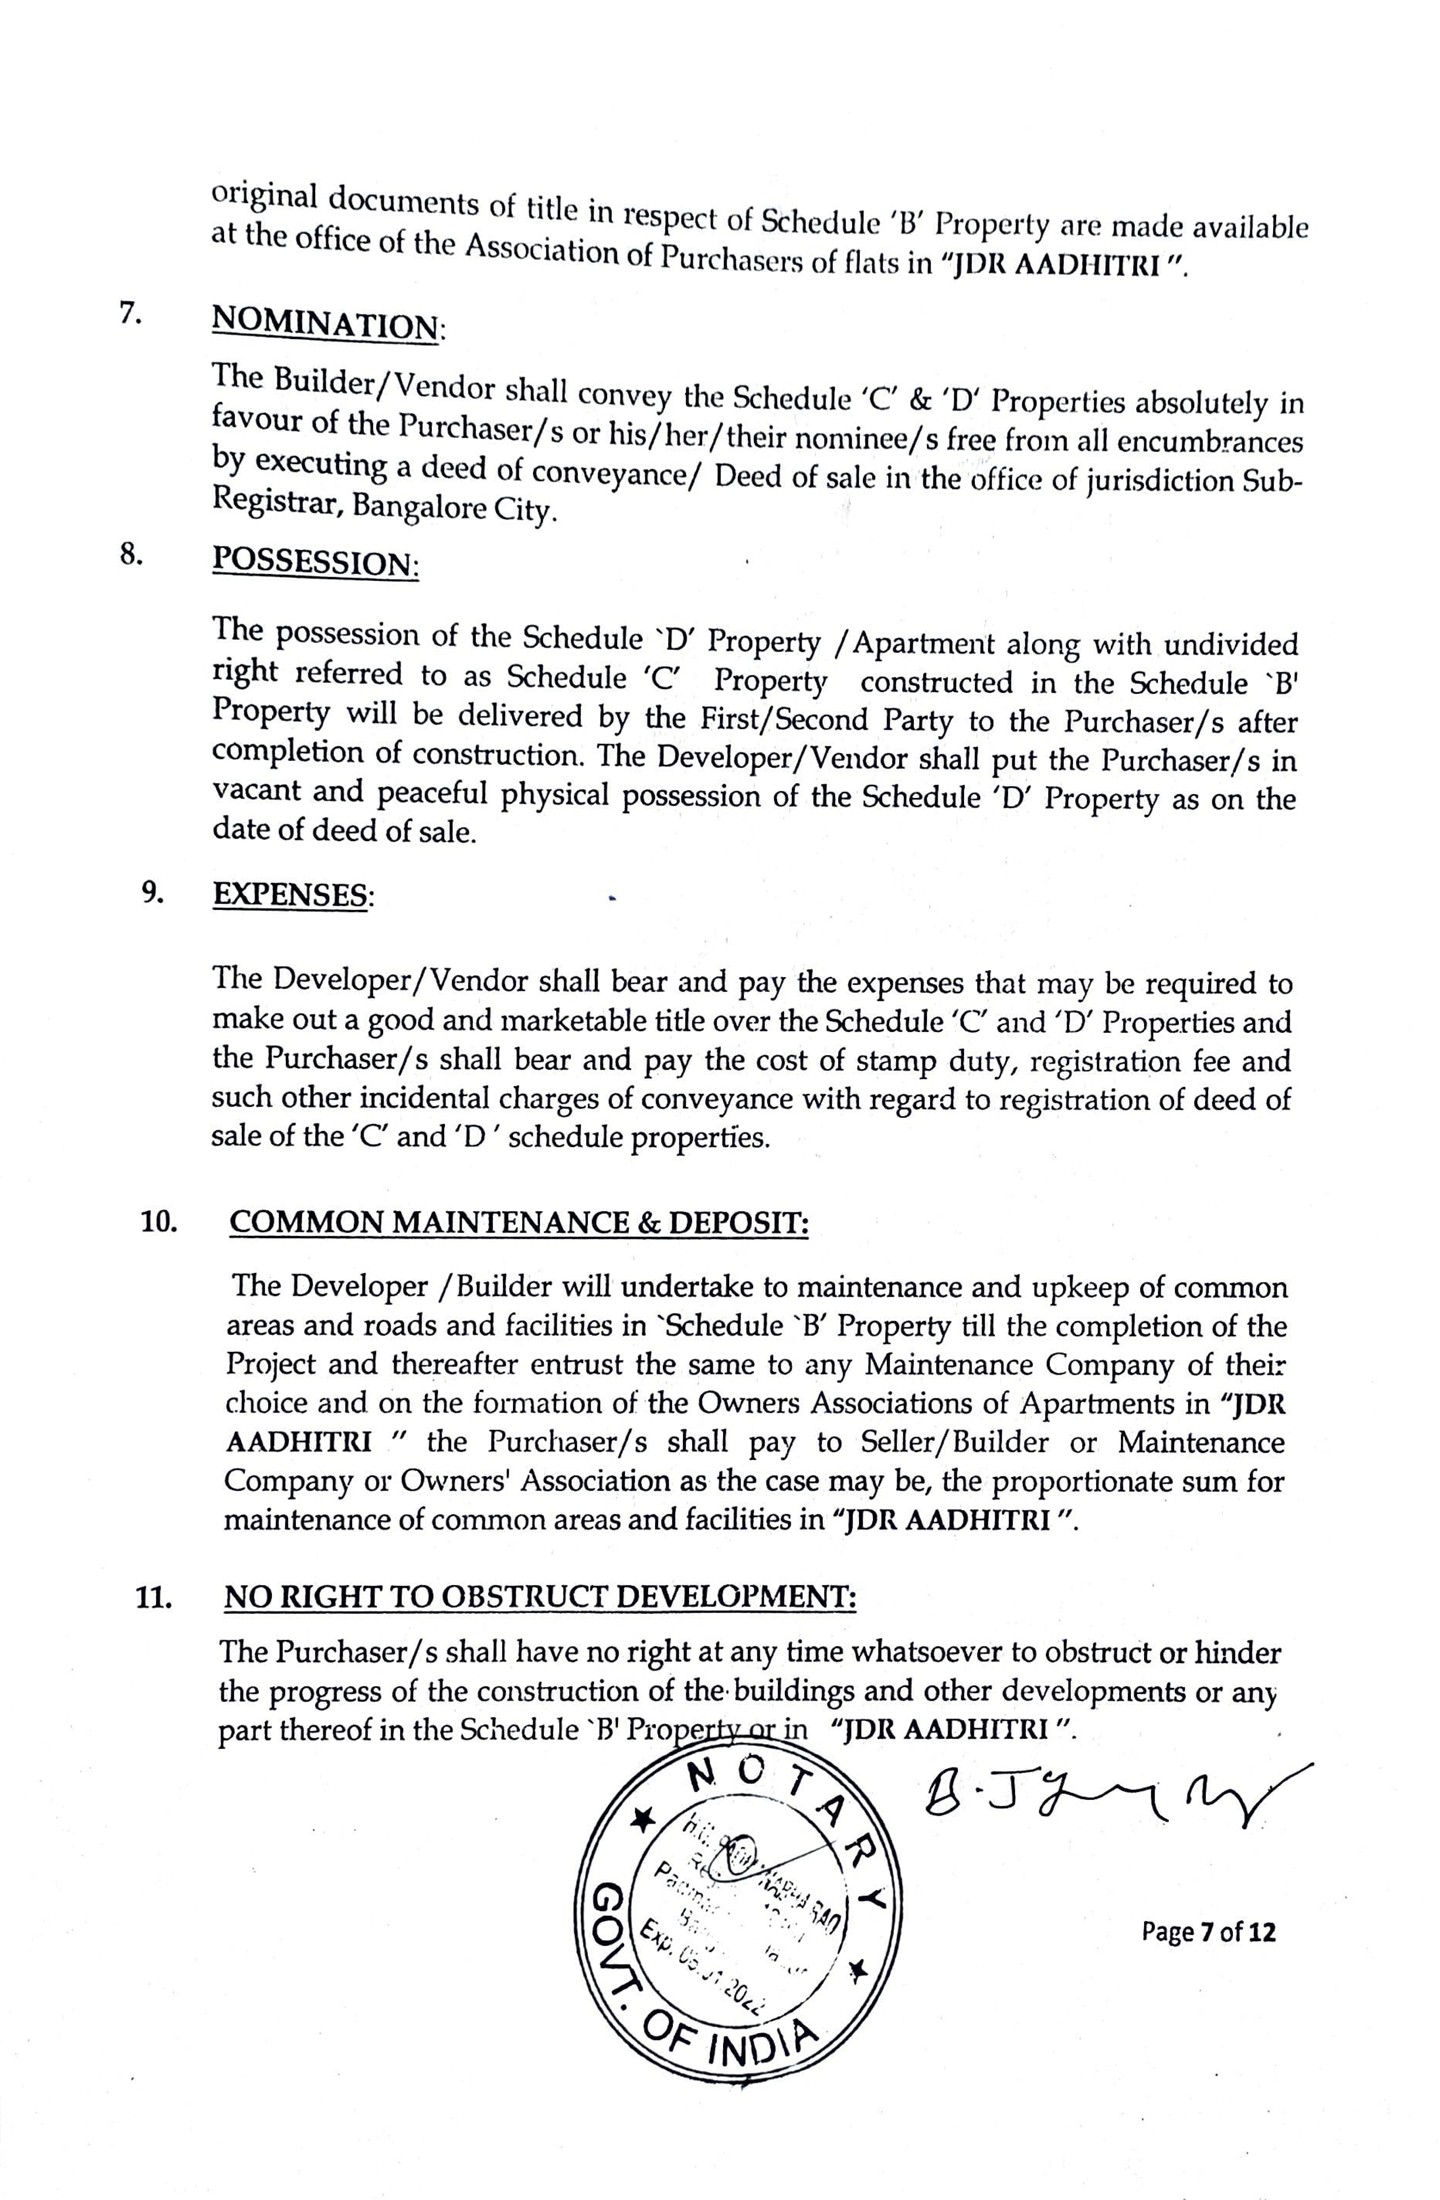 original documents of title in respect of Schedule 'B' Property are made available
at the office of the Association of Purchasers of flats in "JDR AADHITRI ".
7. NOMINATION:
The Builder/Vendor shall convey the Schedule 'C' & 'D' Properties absolutely in
favour of the Purchaser/s or his/her/their nominee/s free from all encumbrances
by executing a deed of conveyance/ Deed of sale in the office of jurisdiction Sub-
Registrar, Bangalore City.
8. POSSESSION:
The possession of the Schedule `D' Property /Apartment along with undivided
right referred to as Schedule 'C' Property constructed in the Schedule `B'
Property will be delivered by the First/Second Party to the Purchaser/s after
completion of construction. The Developer/Vendor shall put the Purchaser/s in
vacant and peaceful physical possession of the Schedule 'D' Property as on the
date of deed of sale.
9. EXPENSES:
The Developer/Vendor shall bear and pay the expenses that may be required to
make out a good and marketable title over the Schedule 'C' and 'D' Properties and
the Purchaser/s shall bear and pay the cost of stamp duty, registration fee and
such other incidental charges of conveyance with regard to registration of deed of
sale of the 'C' and 'D ' schedule properties.
10. COMMON MAINTENANCE & DEPOSIT:
The Developer /Builder will undertake to maintenance and upkeep of common
areas and roads and facilities in `Schedule `B' Property till the completion of the
Project and thereafter entrust the same to any Maintenance Company of their
choice and on the formation of the Owners Associations of Apartments in "JDR
AADHITRI " the Purchaser/s shall pay to Seller/Builder or Maintenance
Company or Owners' Association as the case may be, the proportionate sum for
maintenance of common areas and facilities in "JDR AADHITRI ".
11. NO RIGHT TO OBSTRUCT DEVELOPMENT:
The Purchaser/s shall have no right at any time whatsoever to obstruct or hinder
the progress of the construction of the buildings and other developments or any
part thereof in the Schedule `B' Property or in "JDR AADHITRI ".
NOTARY
RAO
Exp.
GOVT. OF INDIA
Page 7 of 12